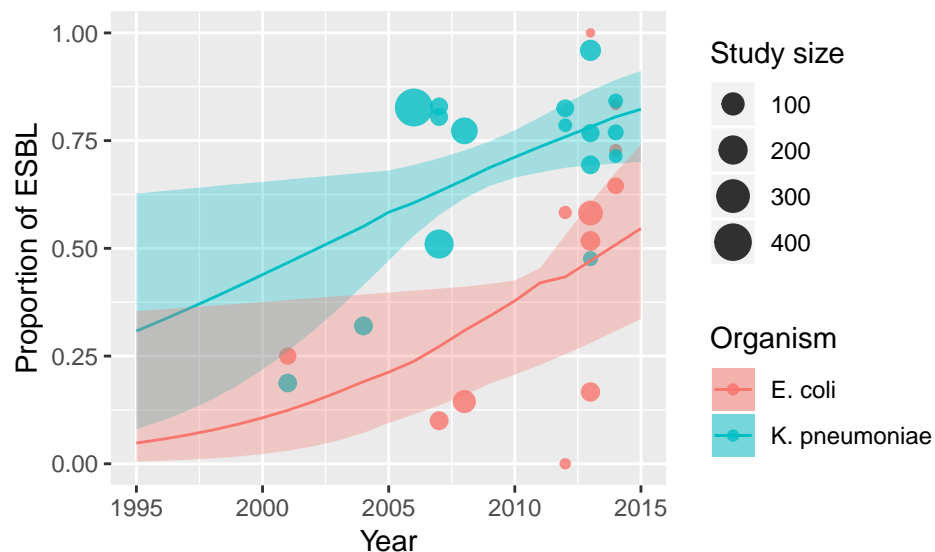 Proportion of ESBL
1.00
0.75
0.50
0.25
0.00
1995 2000 2005 2010 2015
Year
Study size
100
200
300
400
Organism
E. coli
K. pneumoniae